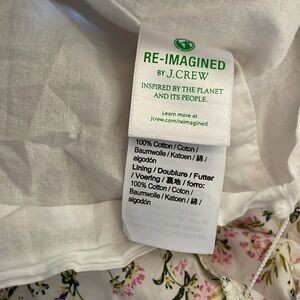 RE-IMAGINED
BY J.CREW
INSPIRED BY THE PLANET
AND ITS PEOPLE.
Learn more at
jcrew.com/reimagined
100% Cotton / Coton /
Baumwolle / Katoen / 綿 /
algodón
Lining / Doublure / Futter
/ Voering / 裏地 / forro:
100% Cotton / Coton /
Baumwolle / Katoen / 綿 /
algodón